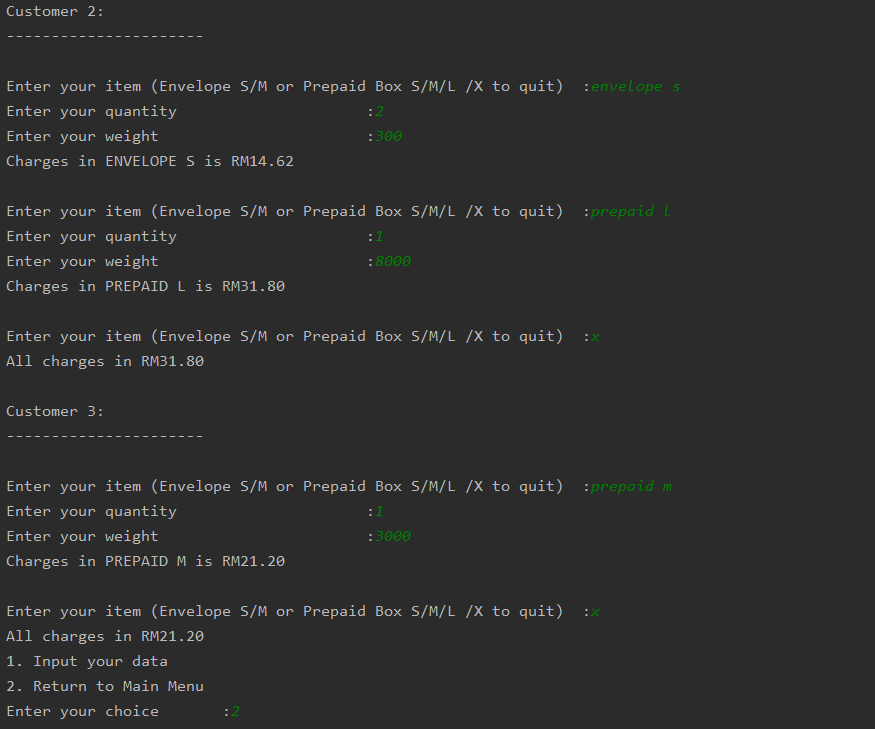 Customer 2:
----------------------
Enter your item (Envelope S/M or Prepaid Box S/M/L /X to quit)  :envelope s
Enter your quantity                     :2
Enter your weight                       :300
Charges in ENVELOPE S is RM14.62
Enter your item (Envelope S/M or Prepaid Box S/M/L /X to quit)  :prepaid l
Enter your quantity                     :1
Enter your weight                       :8000
Charges in PREPAID L is RM31.80
Enter your item (Envelope S/M or Prepaid Box S/M/L /X to quit)  :x
All charges in RM31.80
Customer 3:
----------------------
Enter your item (Envelope S/M or Prepaid Box S/M/L /X to quit)  :prepaid m
Enter your quantity                     :1
Enter your weight                       :3000
Charges in PREPAID M is RM21.20
Enter your item (Envelope S/M or Prepaid Box S/M/L /X to quit)  :x
All charges in RM21.20
1. Input your data
2. Return to Main Menu
Enter your choice       :2